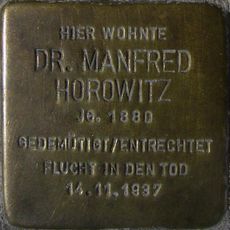 HIER WOHNTE
DR. MANFRED
HOROWITZ
JG. 1880
GEDEMÜTIGT/ENTRECHTET
FLUCHT IN DEN TOD
14.11.1937